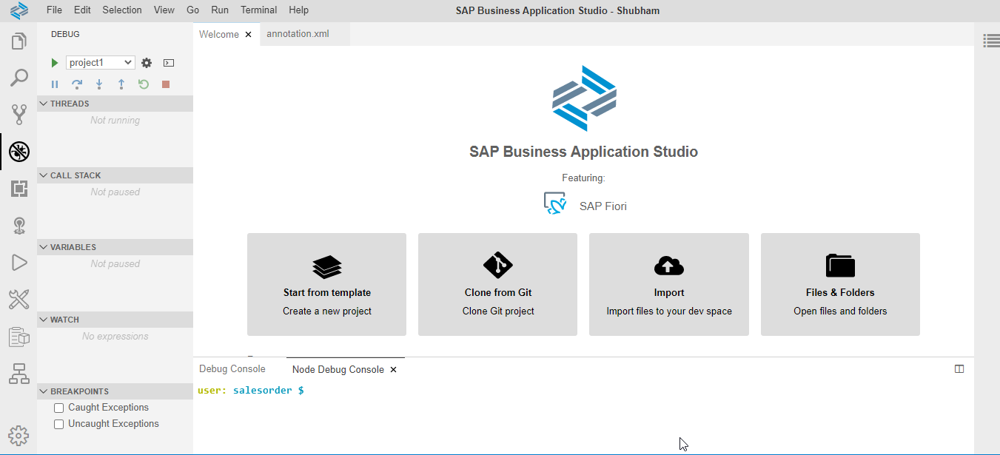 File Edit Selection View Go Run Terminal Help
SAP Business Application Studio - Shubham
DEBUG
project1
THREADS
Not running
CALL STACK
Not paused
VARIABLES
Not paused
WATCH
No expressions
BREAKPOINTS
Caught Exceptions
Uncaught Exceptions
Welcome × annotation.xml
SAP Business Application Studio
Featuring:
SAP Fiori
Start from template
Create a new project
Clone from Git
Clone Git project
Import
Import files to your dev space
Files & Folders
Open files and folders
Debug Console Node Debug Console ×
user: salesorder $